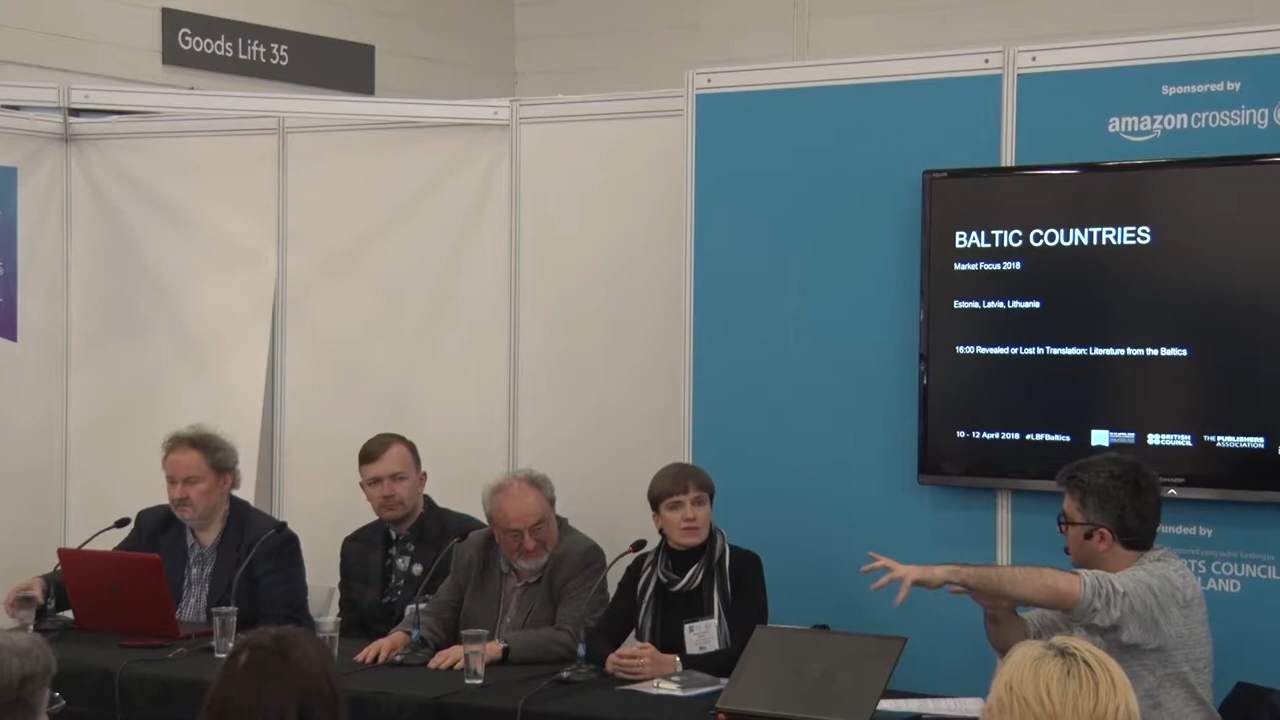 Goods Lift 35
Sponsored by
amazon crossing
BALTIC COUNTRIES
Market Focus 2018
Estonia, Latvia, Lithuania
16:00 Revealed or Lost In Translation: Literature from the Baltics
10 - 12 April 2018 #LBFBaltics
BRITISH COUNCIL
THE PUBLISHERS ASSOCIATION
SHARP
unded by
RTS COUNCIL
LAND